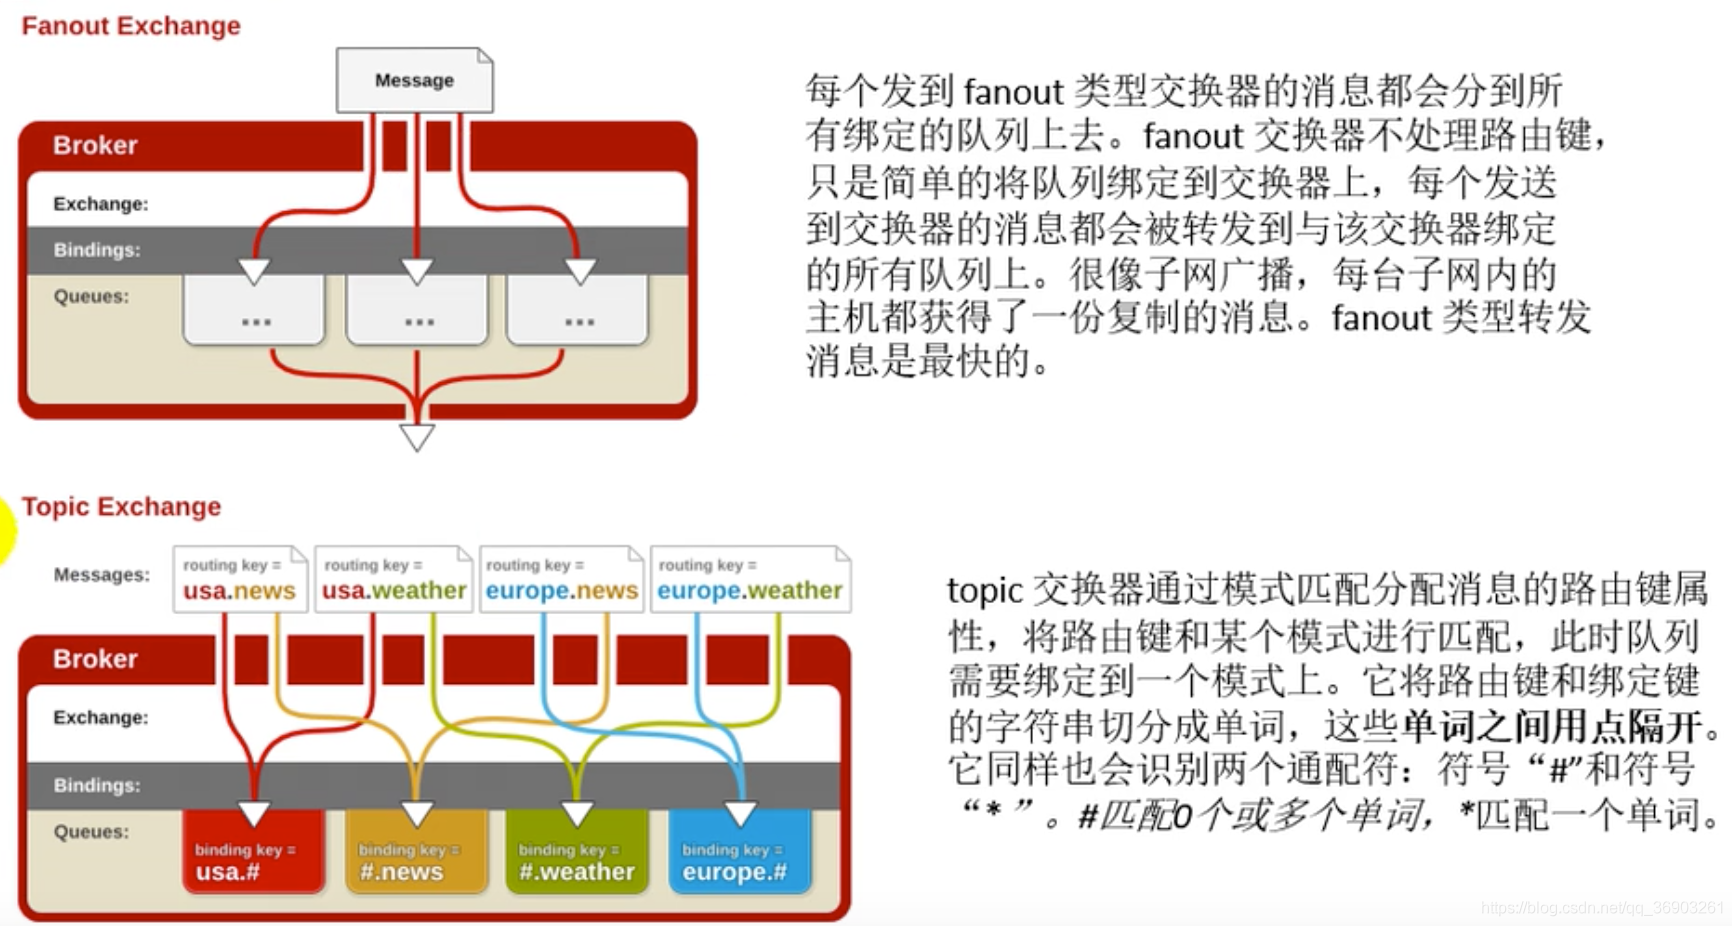 Fanout Exchange
Message
Broker
Exchange:
Bindings:
Queues:
...
...
...
每个发到 fanout 类型交换器的消息都会分到所
有绑定的队列上去。fanout 交换器不处理路由键，
只是简单的将队列绑定到交换器上，每个发送
到交换器的消息都会被转发到与该交换器绑定
的所有队列上。很像子网广播，每台子网内的
主机都获得了一份复制的消息。fanout 类型转发
消息是最快的。
Topic Exchange
Messages:
routing key =
usa.news
routing key =
usa.weather
routing key =
europe.news
routing key =
europe.weather
Broker
Exchange:
Bindings:
Queues:
binding key =
usa.#
binding key =
#.news
binding key =
#.weather
binding key =
europe.#
topic 交换器通过模式匹配分配消息的路由键属
性，将路由键和某个模式进行匹配，此时队列
需要绑定到一个模式上。它将路由键和绑定键
的字符串切分成单词，这些单词之间用点隔开。
它同样也会识别两个通配符：符号“#”和符号
“*”。#匹配0个或多个单词，*匹配一个单词。
https://blog.csdn.net/qq_36903261